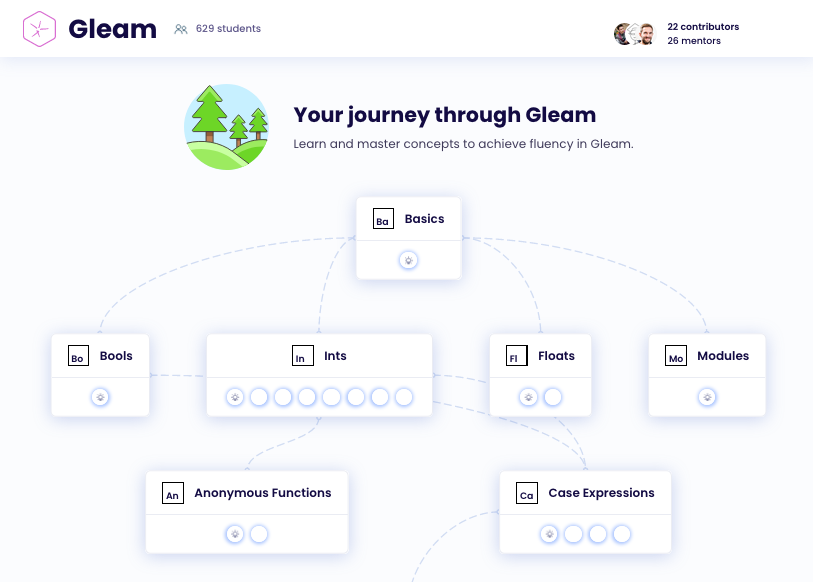 Gleam
629 students
22 contributors
26 mentors
Your journey through Gleam
Learn and master concepts to achieve fluency in Gleam.
Ba Basics
Bo Bools
In Ints
Fl Floats
Mo Modules
An Anonymous Functions
Ca Case Expressions